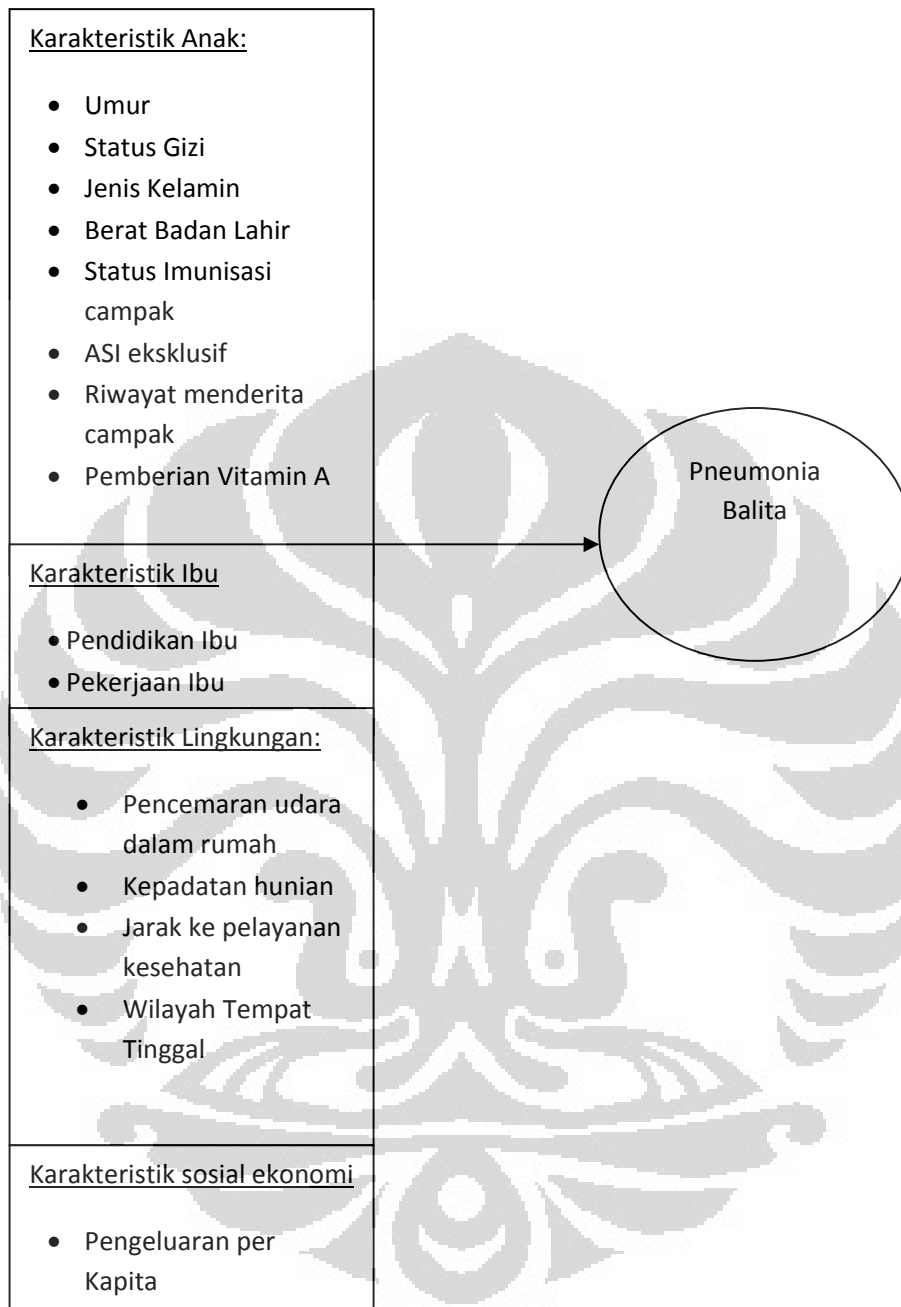 Karakteristik Anak:
• Umur
• Status Gizi
• Jenis Kelamin
• Berat Badan Lahir
• Status Imunisasi
campak
• ASI eksklusif
• Riwayat menderita
campak
• Pemberian Vitamin A
Pneumonia
Balita
Karakteristik Ibu
• Pendidikan Ibu
• Pekerjaan Ibu
Karakteristik Lingkungan:
• Pencemaran udara
dalam rumah
• Kepadatan hunian
• Jarak ke pelayanan
kesehatan
• Wilayah Tempat
Tinggal
Karakteristik sosial ekonomi
• Pengeluaran per
Kapita